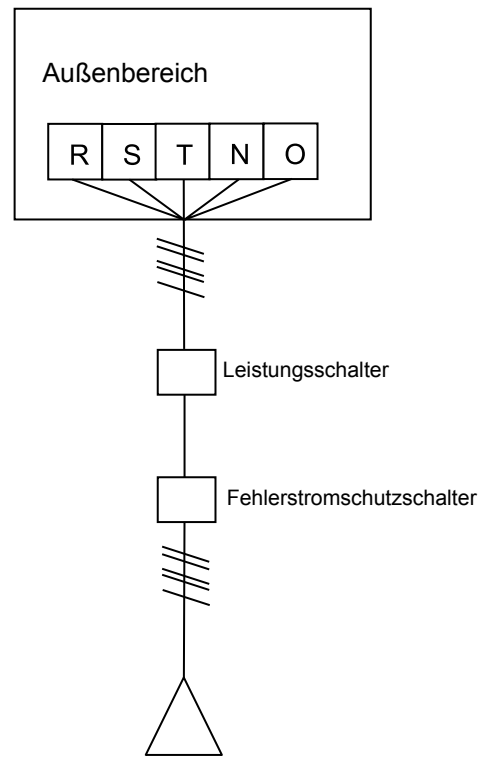 Außenbereich
R S T N O
Leistungsschalter
Fehlerstromschutzschalter